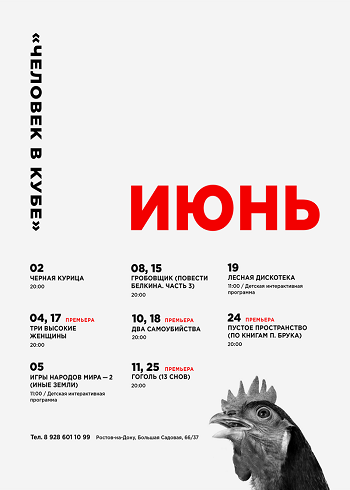 «ЧЕЛОВЕК В КУБЕ»
ИЮНЬ
02
ЧЕРНАЯ КУРИЦА
20:00
04, 17 ПРЕМЬЕРА
ТРИ ВЫСОКИЕ
ЖЕНЩИНЫ
20:00
05
ИГРЫ НАРОДОВ МИРА—2
(ИНЫЕ ЗЕМЛИ)
11:00 / Детская интерактивная
программа
08, 15
ГРОБОВЩИК (ПОВЕСТИ
БЕЛКИНА. ЧАСТЬ 3)
20:00
10, 18 ПРЕМЬЕРА
ДВА САМОУБИЙСТВА
20:00
11, 25 ПРЕМЬЕРА
ГОГОЛЬ (13 СНОВ)
20:00
19
ЛЕСНАЯ ДИСКОТЕКА
11:00 / Детская интерактивная
программа
24 ПРЕМЬЕРА
ПУСТОЕ ПРОСТРАНСТВО
(ПО КНИГАМ П. БРУКА)
20:00
Тел. 8 928 601 10 99 Ростов-на-Дону, Большая Садовая, 66/37